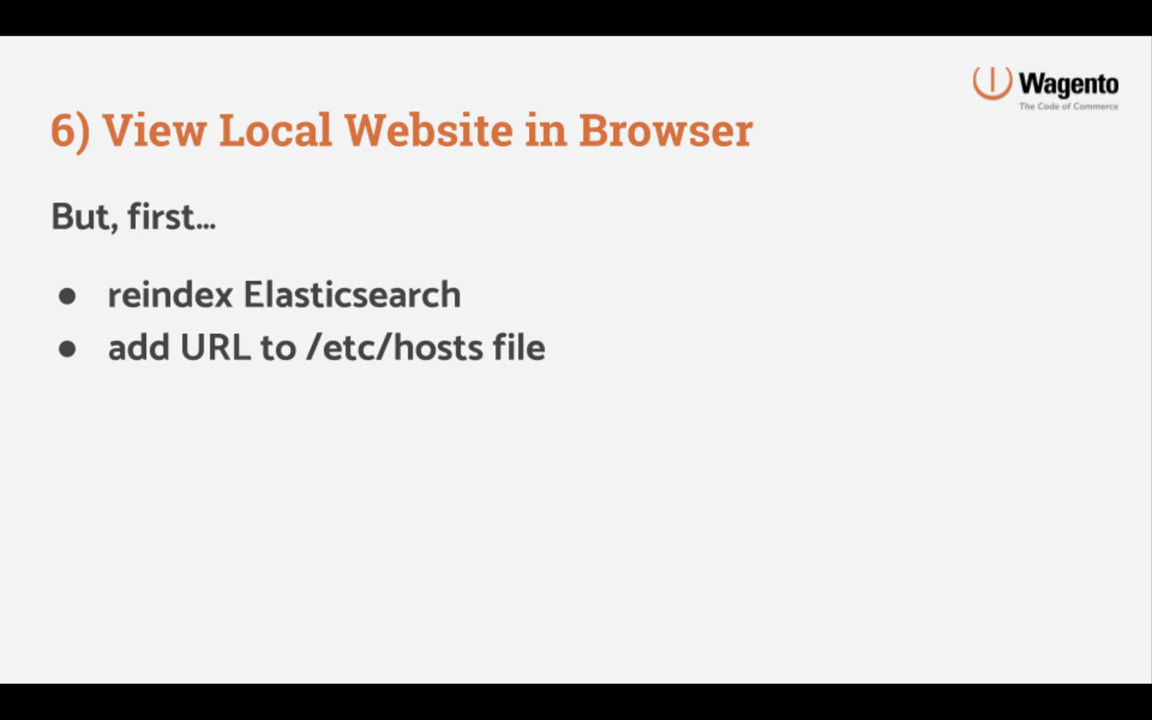 Wagento
The Code of Commerce
6) View Local Website in Browser
But, first...
● reindex Elasticsearch
● add URL to /etc/hosts file